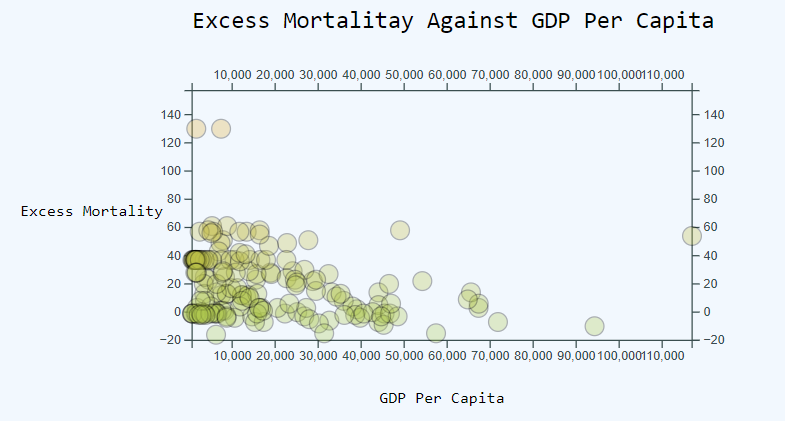 Excess Mortalitay Against GDP Per Capita
10,000 20,000 30,000 40,000 50,000 60,000 70,000 80,000 90,000 100,000 110,000
140 140
120 120
100 100
80 80
Excess Mortality
60 60
40 40
20 20
0 0
−20 −20
10,000 20,000 30,000 40,000 50,000 60,000 70,000 80,000 90,000 100,000 110,000
GDP Per Capita